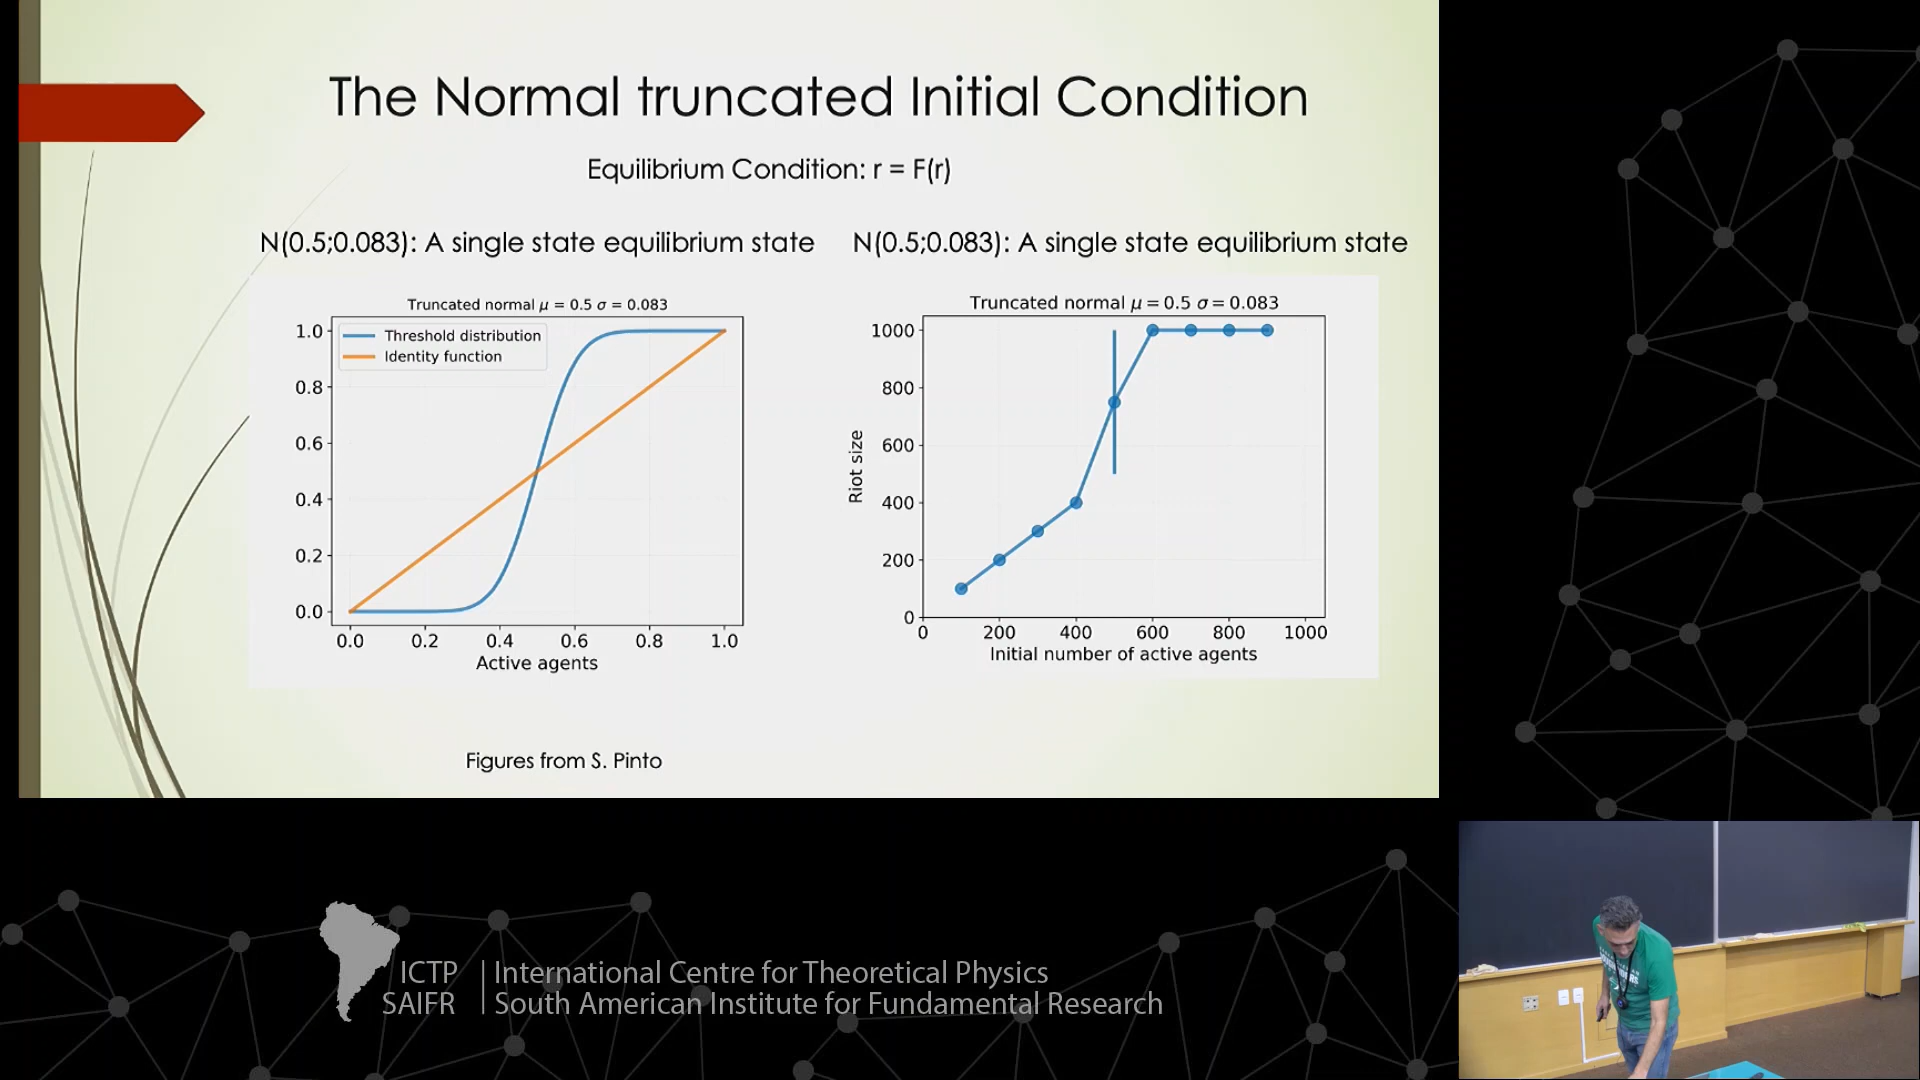 The Normal truncated Initial Condition
Equilibrium Condition: r = F(r)
N(0.5;0.083): A single state equilibrium state
N(0.5;0.083): A single state equilibrium state
Truncated normal μ = 0.5 σ = 0.083
Threshold distribution
Identity function
1.0
0.8
0.6
0.4
0.2
0.0
0.0 0.2 0.4 0.6 0.8 1.0
Active agents
Truncated normal μ = 0.5 σ = 0.083
Riot size
1000
800
600
400
200
0
0 200 400 600 800 1000
Initial number of active agents
Figures from S. Pinto
ICTP International Centre for Theoretical Physics
SAIFR South American Institute for Fundamental Research